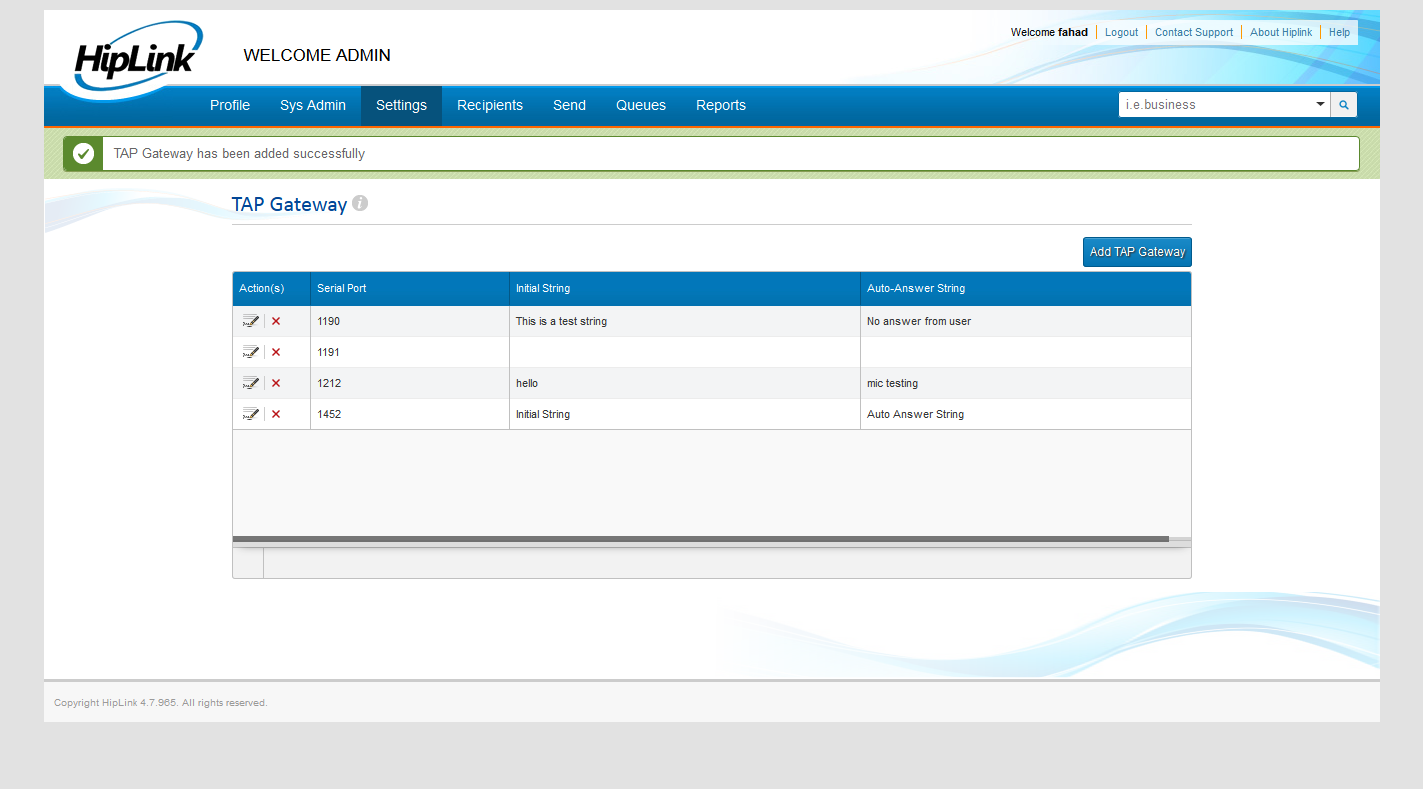 HipLink
WELCOME ADMIN
Welcome fahad Logout Contact Support About Hiplink Help
Profile Sys Admin Settings Recipients Send Queues Reports i.e.business
TAP Gateway has been added successfully
TAP Gateway i
Add TAP Gateway
Action(s) Serial Port Initial String Auto-Answer String
1190 This is a test string No answer from user
1191
1212 hello mic testing
1452 Initial String Auto Answer String
Copyright HipLink 4.7.965. All rights reserved.